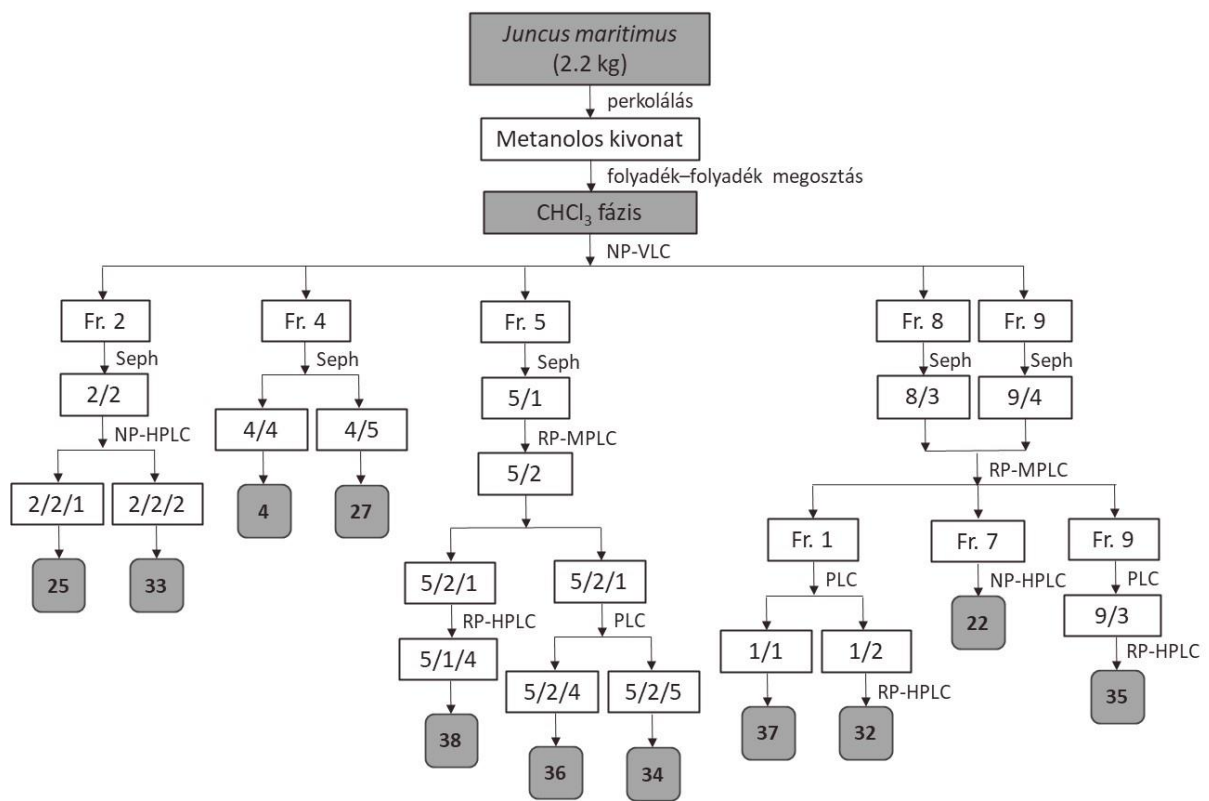 Juncus maritimus
(2.2 kg)
perkolálás
Metanolos kivonat
folyadék–folyadék megosztás
CHCl₃ fázis
NP-VLC
Fr. 2
Fr. 4
Fr. 5
Fr. 8
Fr. 9
Seph
Seph
Seph
Seph
Seph
2/2
4/4
4/5
5/1
8/3
9/4
NP-HPLC
RP-MPLC
RP-MPLC
2/2/1
2/2/2
4
27
5/2
Fr. 1
Fr. 7
Fr. 9
25
33
5/2/1
5/2/1
PLC
NP-HPLC
PLC
RP-HPLC
PLC
22
9/3
5/1/4
1/1
1/2
RP-HPLC
5/2/4
5/2/5
RP-HPLC
35
38
37
32
36
34